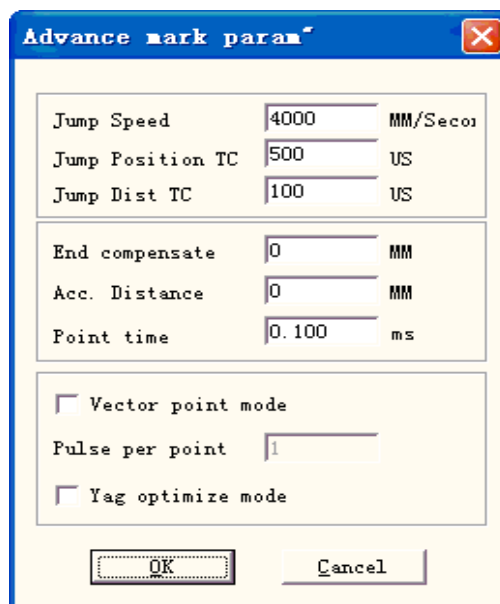 Advance mark param
Jump Speed 4000 MM/Secon
Jump Position TC 500 US
Jump Dist TC 100 US
End compensate 0 MM
Acc. Distance 0 MM
Point time 0.100 ms
Vector point mode
Pulse per point 1
Yag optimize mode
OK Cancel